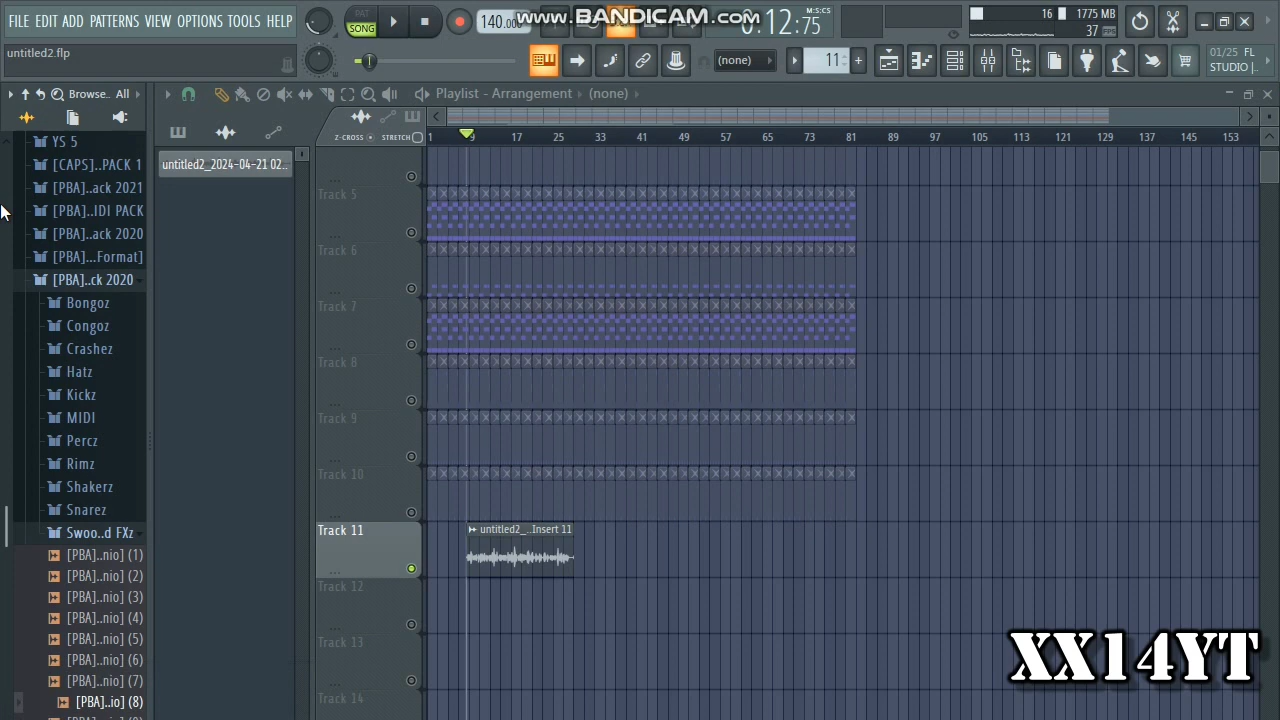 FILE EDIT ADD PATTERNS VIEW OPTIONS TOOLS HELP
untitled2.flp
PAT
SONG
140.000
www.BANDICAM.com
0:12:75
M:S:CS
16
1775 MB
37
(none)
11
01/25 FL
STUDIO |..
Browse.. All
Playlist - Arrangement
(none)
Z-CROSS
STRETCH
1 9 17 25 33 41 49 57 65 73 81 89 97 105 113 121 129 137 145 153
YS 5
[CAPS]..PACK 1
[PBA]..ack 2021
[PBA]..IDI PACK
[PBA]..ack 2020
[PBA]...Format]
[PBA]..ck 2020
Bongoz
Congoz
Crashez
Hatz
Kickz
MIDI
Percz
Rimz
Shakerz
Snarez
Swoo..d FXz
[PBA]..nio] (1)
[PBA]..nio] (2)
[PBA]..nio] (3)
[PBA]..nio] (4)
[PBA]..nio] (5)
[PBA]..nio] (6)
[PBA]..nio] (7)
[PBA]..io] (8)
untitled2_2024-04-21 02..
Track 5
Track 6
Track 7
Track 8
Track 9
Track 10
Track 11
untitled2_..Insert 11
Track 12
Track 13
Track 14
XX14YT